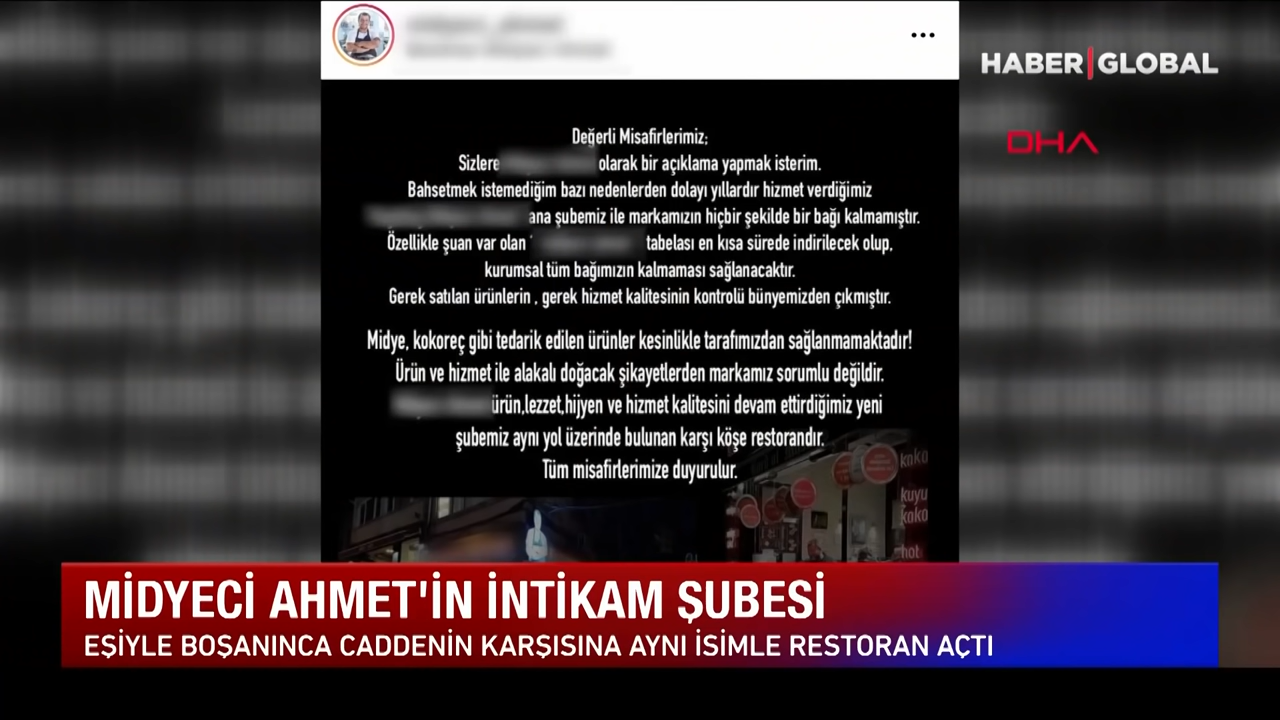 HABER|GLOBAL
DHA
Değerli Misafirlerimiz;
Sizlere olarak bir açıklama yapmak isterim.
Bahsetmek istemediğim bazı nedenlerden dolayı yıllardır hizmet verdiğimiz
ana şubemiz ile markamızın hiçbir şekilde bir bağı kalmamıştır.
Özellikle şuan var olan ' tabelası en kısa sürede indirilecek olup,
kurumsal tüm bağımızın kalmaması sağlanacaktır.
Gerek satılan ürünlerin , gerek hizmet kalitesinin kontrolü bünyemizden çıkmıştır.
Midye, kokoreç gibi tedarik edilen ürünler kesinlikle tarafımızdan sağlanmamaktadır!
Ürün ve hizmet ile alakalı doğacak şikayetlerden markamız sorumlu değildir.
ürün,lezzet,hijyen ve hizmet kalitesini devam ettirdiğimiz yeni
şubemiz aynı yol üzerinde bulunan karşı köşe restorandır.
Tüm misafirlerimize duyurulur.
koko
kuyu
koko
hot
MİDYECİ AHMET'İN İNTİKAM ŞUBESİ
EŞİYLE BOŞANINCA CADDENİN KARŞISINA AYNI İSİMLE RESTORAN AÇTI